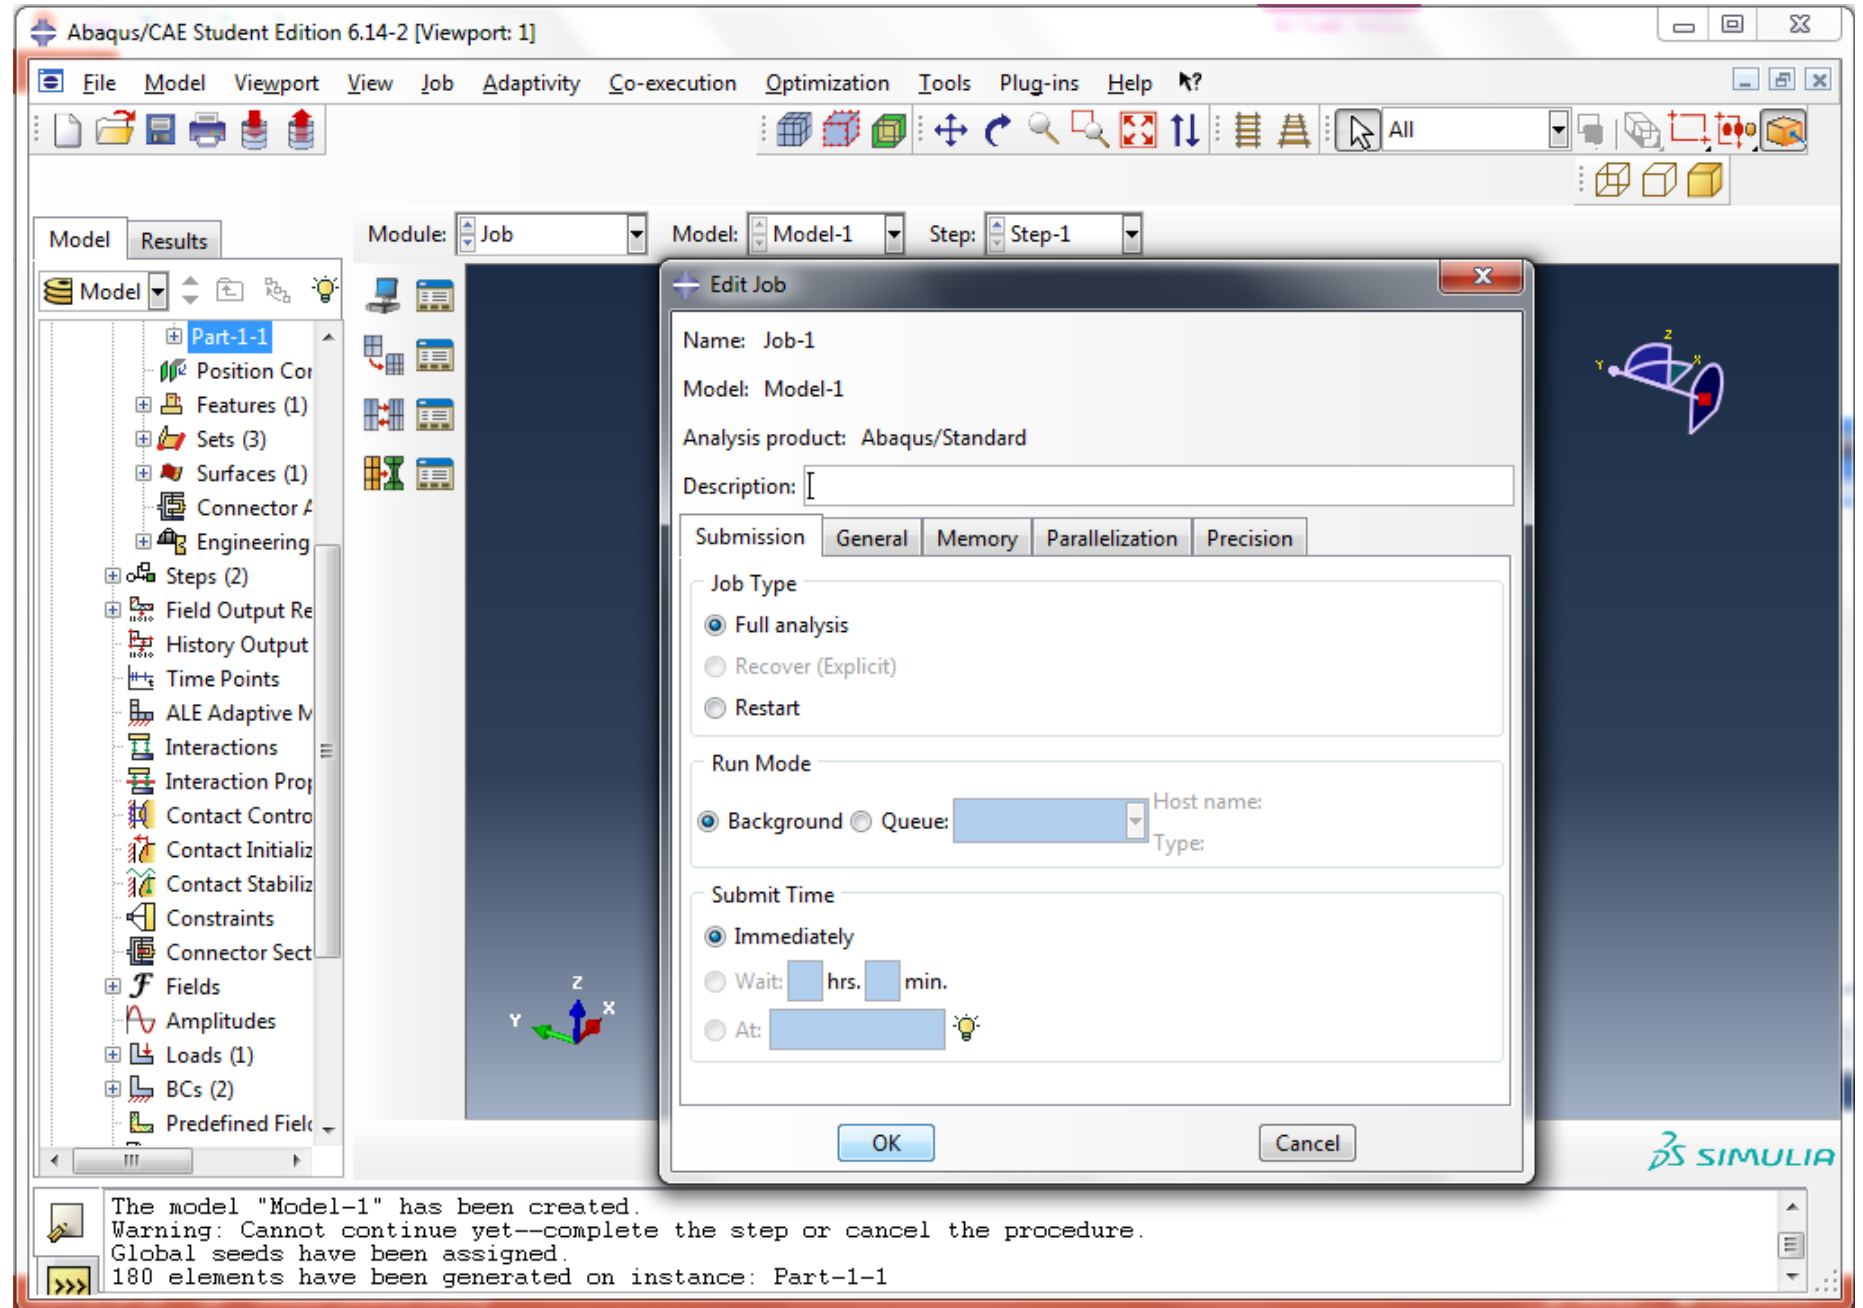 Abaqus/CAE Student Edition 6.14-2 [Viewport: 1]
File Model Viewport View Job Adaptivity Co-execution Optimization Tools Plug-ins Help
All
Model Results
Module: Job Model: Model-1 Step: Step-1
Model
Part-1-1
Position Cor
Features (1)
Sets (3)
Surfaces (1)
Connector A
Engineering
Steps (2)
Field Output Re
History Output
Time Points
ALE Adaptive M
Interactions
Interaction Prop
Contact Contro
Contact Initializ
Contact Stabiliz
Constraints
Connector Sect
Fields
Amplitudes
Loads (1)
BCs (2)
Predefined Field
Edit Job
Name: Job-1
Model: Model-1
Analysis product: Abaqus/Standard
Description:
Submission General Memory Parallelization Precision
Job Type
Full analysis
Recover (Explicit)
Restart
Run Mode
Background Queue: Host name:
Type:
Submit Time
Immediately
Wait: hrs. min.
At:
OK Cancel
Z
Y X
Z
Y X
SIMULIA
The model "Model-1" has been created.
Warning: Cannot continue yet--complete the step or cancel the procedure.
Global seeds have been assigned.
180 elements have been generated on instance: Part-1-1
>>>